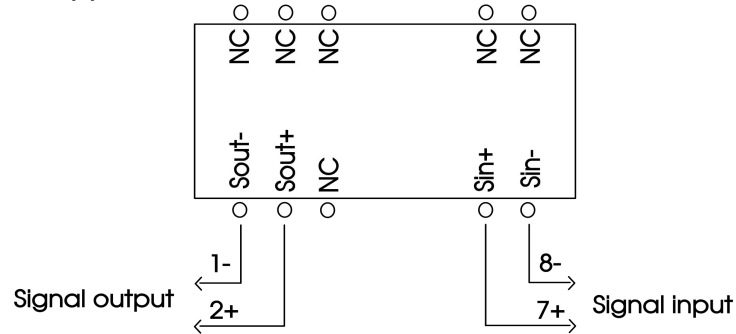 NC NC NC NC NC
Sout- Sout+ NC Sin+ Sin-
1- 8-
Signal output Signal input
2+ 7+